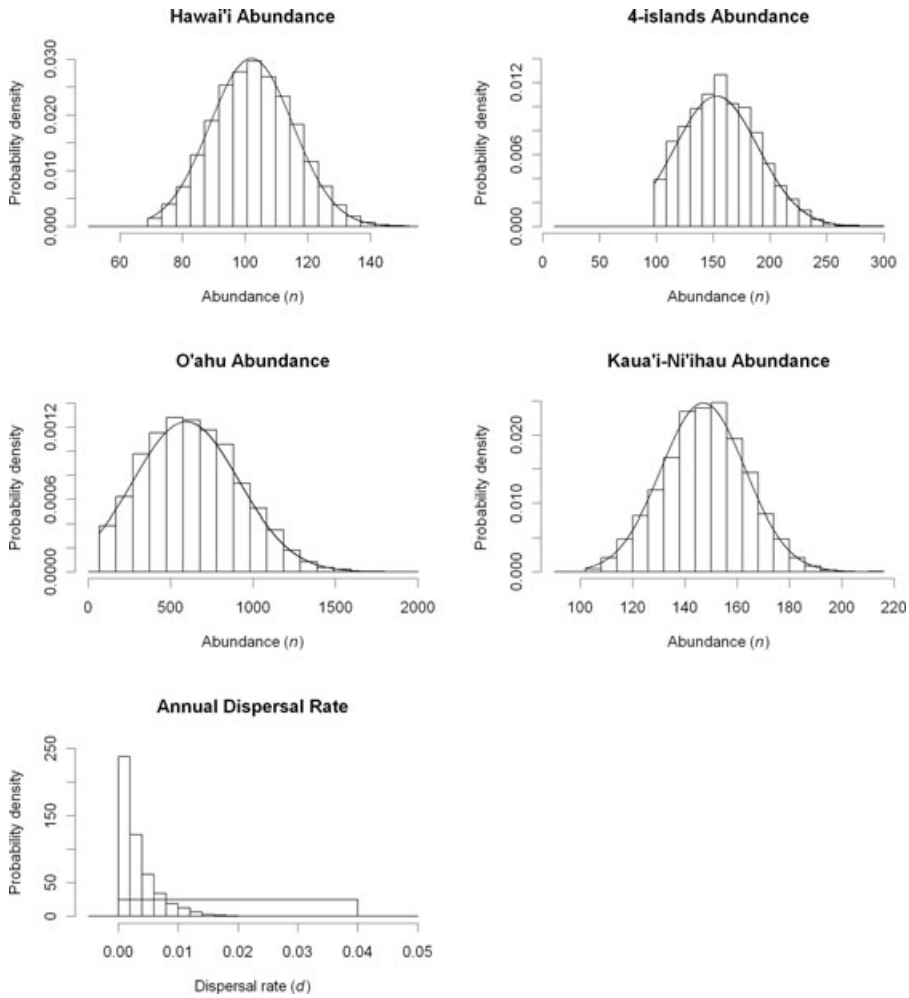 Hawai'i Abundance
Probability density
0.000 0.010 0.020 0.030
60 80 100 120 140
Abundance (n)
4-islands Abundance
Probability density
0.000 0.006 0.012
0 50 100 150 200 250 300
Abundance (n)
O'ahu Abundance
Probability density
0.0000 0.0006 0.0012
0 500 1000 1500 2000
Abundance (n)
Kaua'i-Ni'ihau Abundance
Probability density
0.000 0.010 0.020
100 120 140 160 180 200 220
Abundance (n)
Annual Dispersal Rate
Probability density
0 50 150 250
0.00 0.01 0.02 0.03 0.04 0.05
Dispersal rate (d)